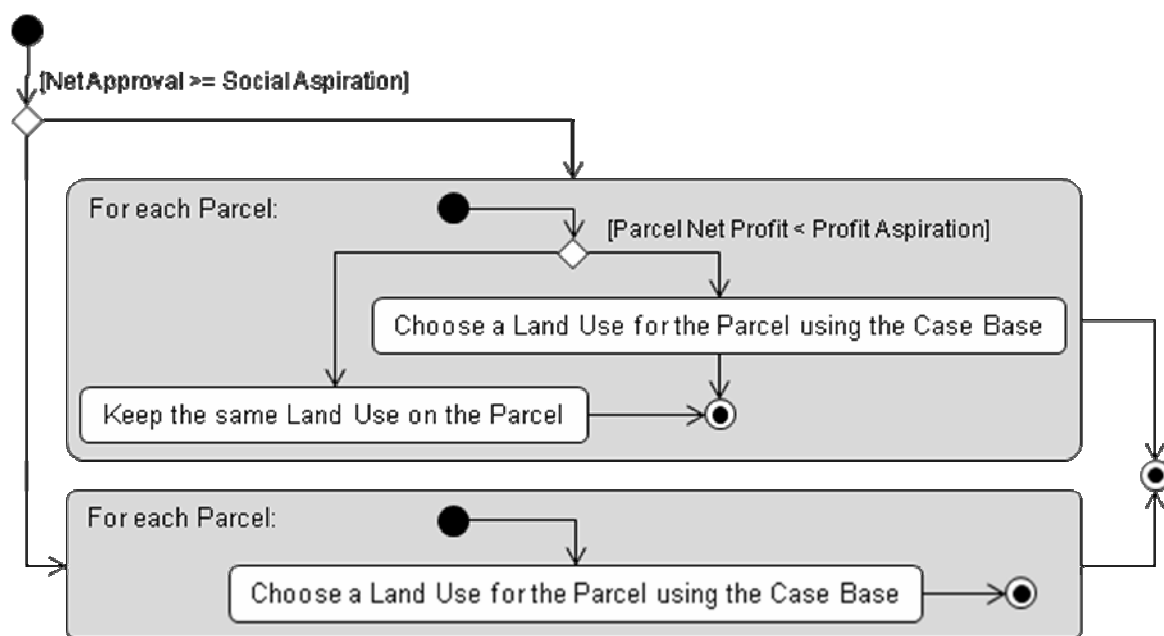 [NetApproval >= Social Aspiration]
For each Parcel:
[Parcel Net Profit < Profit Aspiration]
Choose a Land Use for the Parcel using the Case Base
Keep the same Land Use on the Parcel
For each Parcel:
Choose a Land Use for the Parcel using the Case Base